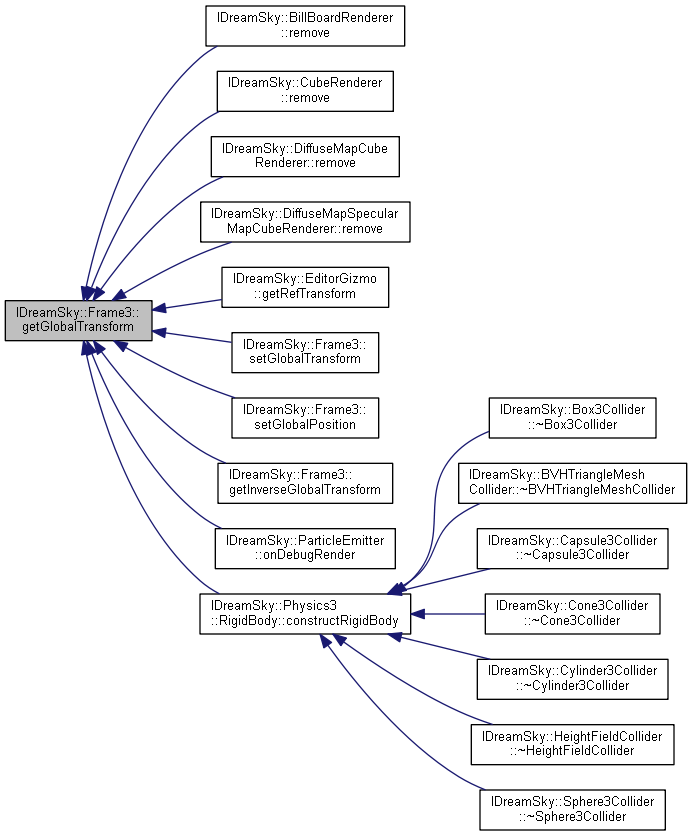 IDreamSky::BillBoardRenderer
::remove
IDreamSky::CubeRenderer
::remove
IDreamSky::DiffuseMapCube
Renderer::remove
IDreamSky::DiffuseMapSpecular
MapCubeRenderer::remove
IDreamSky::EditorGizmo
::getRefTransform
IDreamSky::Frame3::
getGlobalTransform
IDreamSky::Frame3::
setGlobalTransform
IDreamSky::Frame3::
setGlobalPosition
IDreamSky::Frame3::
getInverseGlobalTransform
IDreamSky::ParticleEmitter
::onDebugRender
IDreamSky::Physics3
::RigidBody::constructRigidBody
IDreamSky::Box3Collider
::~Box3Collider
IDreamSky::BVHTriangleMesh
Collider::~BVHTriangleMeshCollider
IDreamSky::Capsule3Collider
::~Capsule3Collider
IDreamSky::Cone3Collider
::~Cone3Collider
IDreamSky::Cylinder3Collider
::~Cylinder3Collider
IDreamSky::HeightFieldCollider
::~HeightFieldCollider
IDreamSky::Sphere3Collider
::~Sphere3Collider